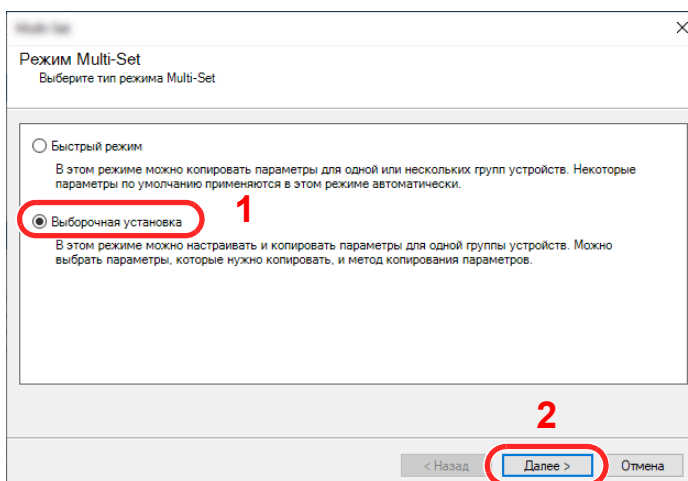 Режим Multi-Set
Выберите тип режима Multi-Set
Быстрый режим
В этом режиме можно копировать параметры для одной или нескольких групп устройств. Некоторые
параметры по умолчанию применяются в этом режиме автоматически.
1
Выборочная установка
В этом режиме можно настраивать и копировать параметры для одной группы устройств. Можно
выбрать параметры, которые нужно копировать, и метод копирования параметров.
2
< Назад Далее > Отмена